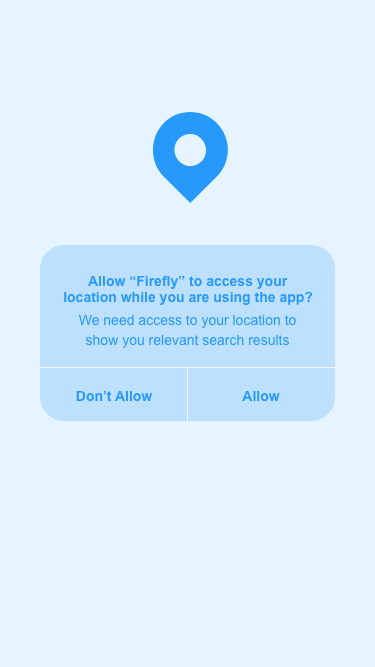 Allow “Firefly” to access your
location while you are using the app?
We need access to your location to
show you relevant search results
Don’t Allow
Allow